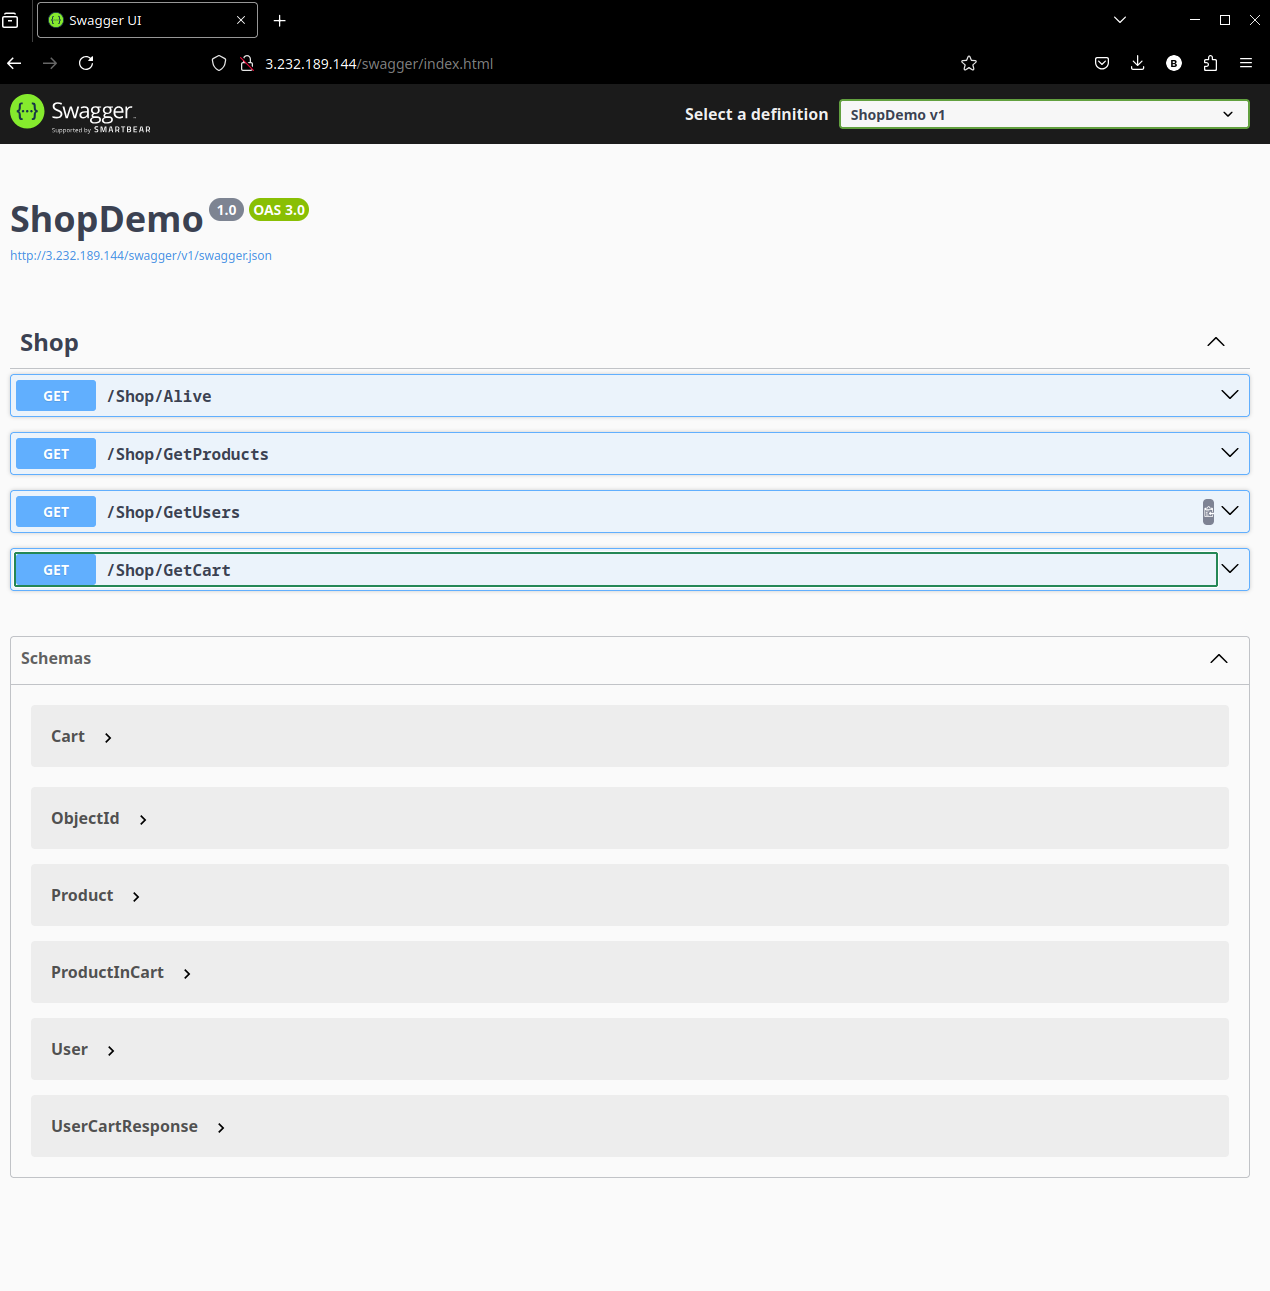 Swagger UI
3.232.189.144/swagger/index.html
B
Swagger
Supported by SMARTBEAR
Select a definition
ShopDemo v1
ShopDemo 1.0 OAS 3.0
http://3.232.189.144/swagger/v1/swagger.json
Shop
GET /Shop/Alive
GET /Shop/GetProducts
GET /Shop/GetUsers
GET /Shop/GetCart
Schemas
Cart
ObjectId
Product
ProductInCart
User
UserCartResponse